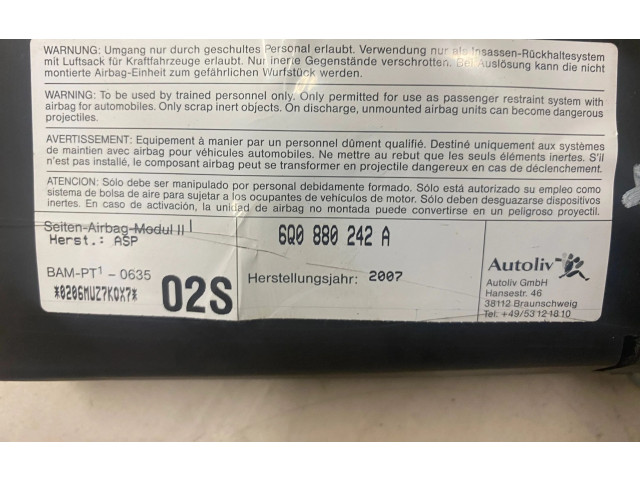 WARNUNG: Umgang nur durch geschultes Personal erlaubt. Verwendung nur als Insassen-Rückhaltesystem
mit Luftsack für Kraftfahrzeuge erlaubt. Nur inerte Gegenstände verschrotten. Bei Auslösung kann die nicht
montierte Airbag-Einheit zum gefährlichen Wurfstück werden.
WARNING: To be used by trained personnel only. Only permitted for use as passenger restraint system with
airbag for automobiles. Only scrap inert objects. On discharge, unmounted airbag units can become dangerous
projectiles.
AVERTISSEMENT: Equipement à manier par un personnel dûment qualifié. Destiné uniquement aux systèmes
de maintien avec airbag pour véhicules automobiles. Ne mettre au rebut que les seuls éléments inertes. S'il
n'est pas installé, le composant airbag peut se transformer en projectile dangereux en cas de déclenchement.
ATENCION: Sólo debe ser manipulado por personal debidamente formado. Sólo está autorizado su empleo como
sistema de bolsa de aire para sujetar a los ocupantes de vehículos de motor. Sólo deben desguazarse dispositivos
inertes. En caso de activación, la unidad de airbag no montada puede convertirse en un peligroso proyectil.
Seiten-Airbag-Modul II
Herst.: ASP
6Q0 880 242 A
BAM-PT1 - 0635
*0206MUZ7K0X7*
02S
Herstellungsjahr: 2007
Autoliv
Autoliv GmbH
Hansestr. 46
38112 Braunschweig
Tel. +49/53121810